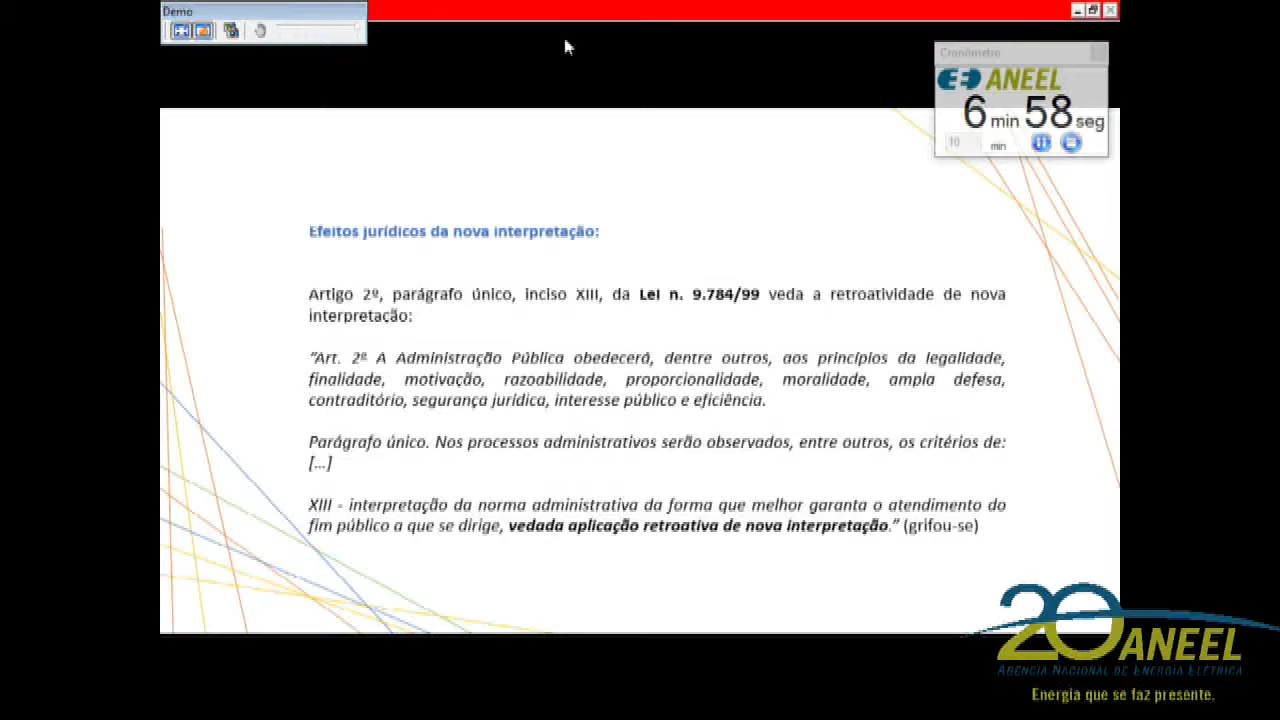 Demo
Cronômetro
ANEEL
6 min 58 seg
10 min
Efeitos jurídicos da nova interpretação:
Artigo 2º, parágrafo único, inciso XIII, da Lei n. 9.784/99 veda a retroatividade de nova
interpretação:
“Art. 2º A Administração Pública obedecerá, dentre outros, aos princípios da legalidade,
finalidade, motivação, razoabilidade, proporcionalidade, moralidade, ampla defesa,
contraditório, segurança jurídica, interesse público e eficiência.
Parágrafo único. Nos processos administrativos serão observados, entre outros, os critérios de:
[...]
XIII - interpretação da norma administrativa da forma que melhor garanta o atendimento do
fim público a que se dirige, vedada aplicação retroativa de nova interpretação.” (grifou-se)
20 ANEEL
AGÊNCIA NACIONAL DE ENERGIA ELÉTRICA
Energia que se faz presente.